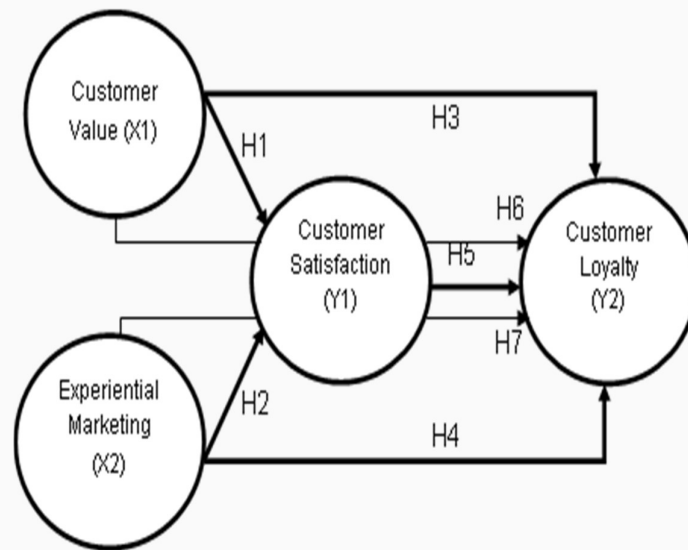 Customer
Value (X1)
H3
H1
H6
Customer
Satisfaction
(Y1)
H5
Customer
Loyalty
(Y2)
H7
Experiential
Marketing
(X2)
H2
H4